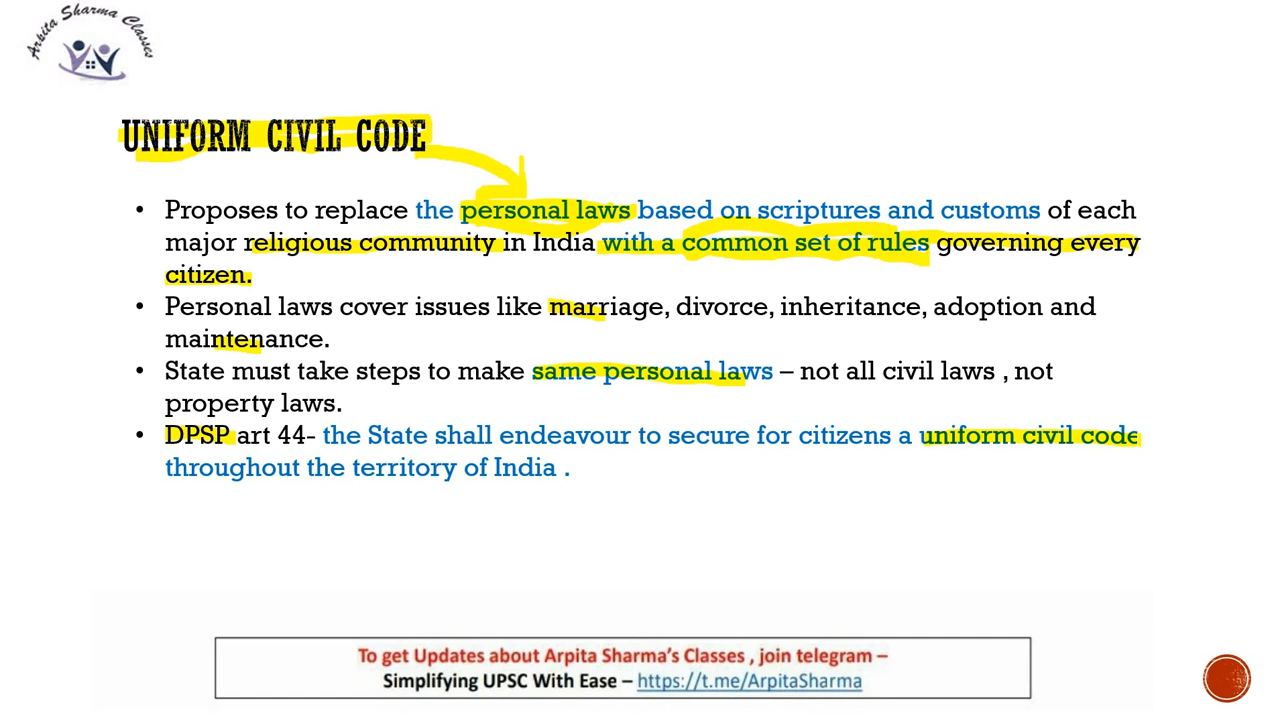 Arpita Sharma Classes
UNIFORM CIVIL CODE
• Proposes to replace the personal laws based on scriptures and customs of each
major religious community in India with a common set of rules governing every
citizen.
• Personal laws cover issues like marriage, divorce, inheritance, adoption and
maintenance.
• State must take steps to make same personal laws – not all civil laws , not
property laws.
• DPSP art 44- the State shall endeavour to secure for citizens a uniform civil code
throughout the territory of India .
To get Updates about Arpita Sharma's Classes , join telegram –
Simplifying UPSC With Ease – https://t.me/ArpitaSharma